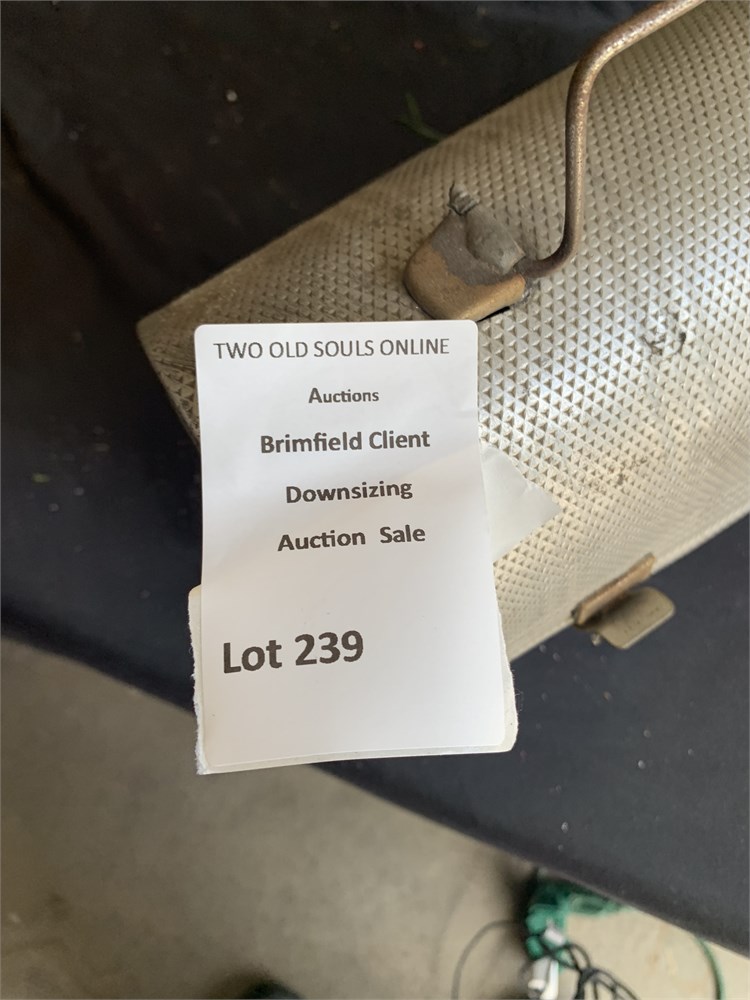 TWO OLD SOULS ONLINE
Auctions
Brimfield Client
Downsizing
Auction Sale
Lot 239